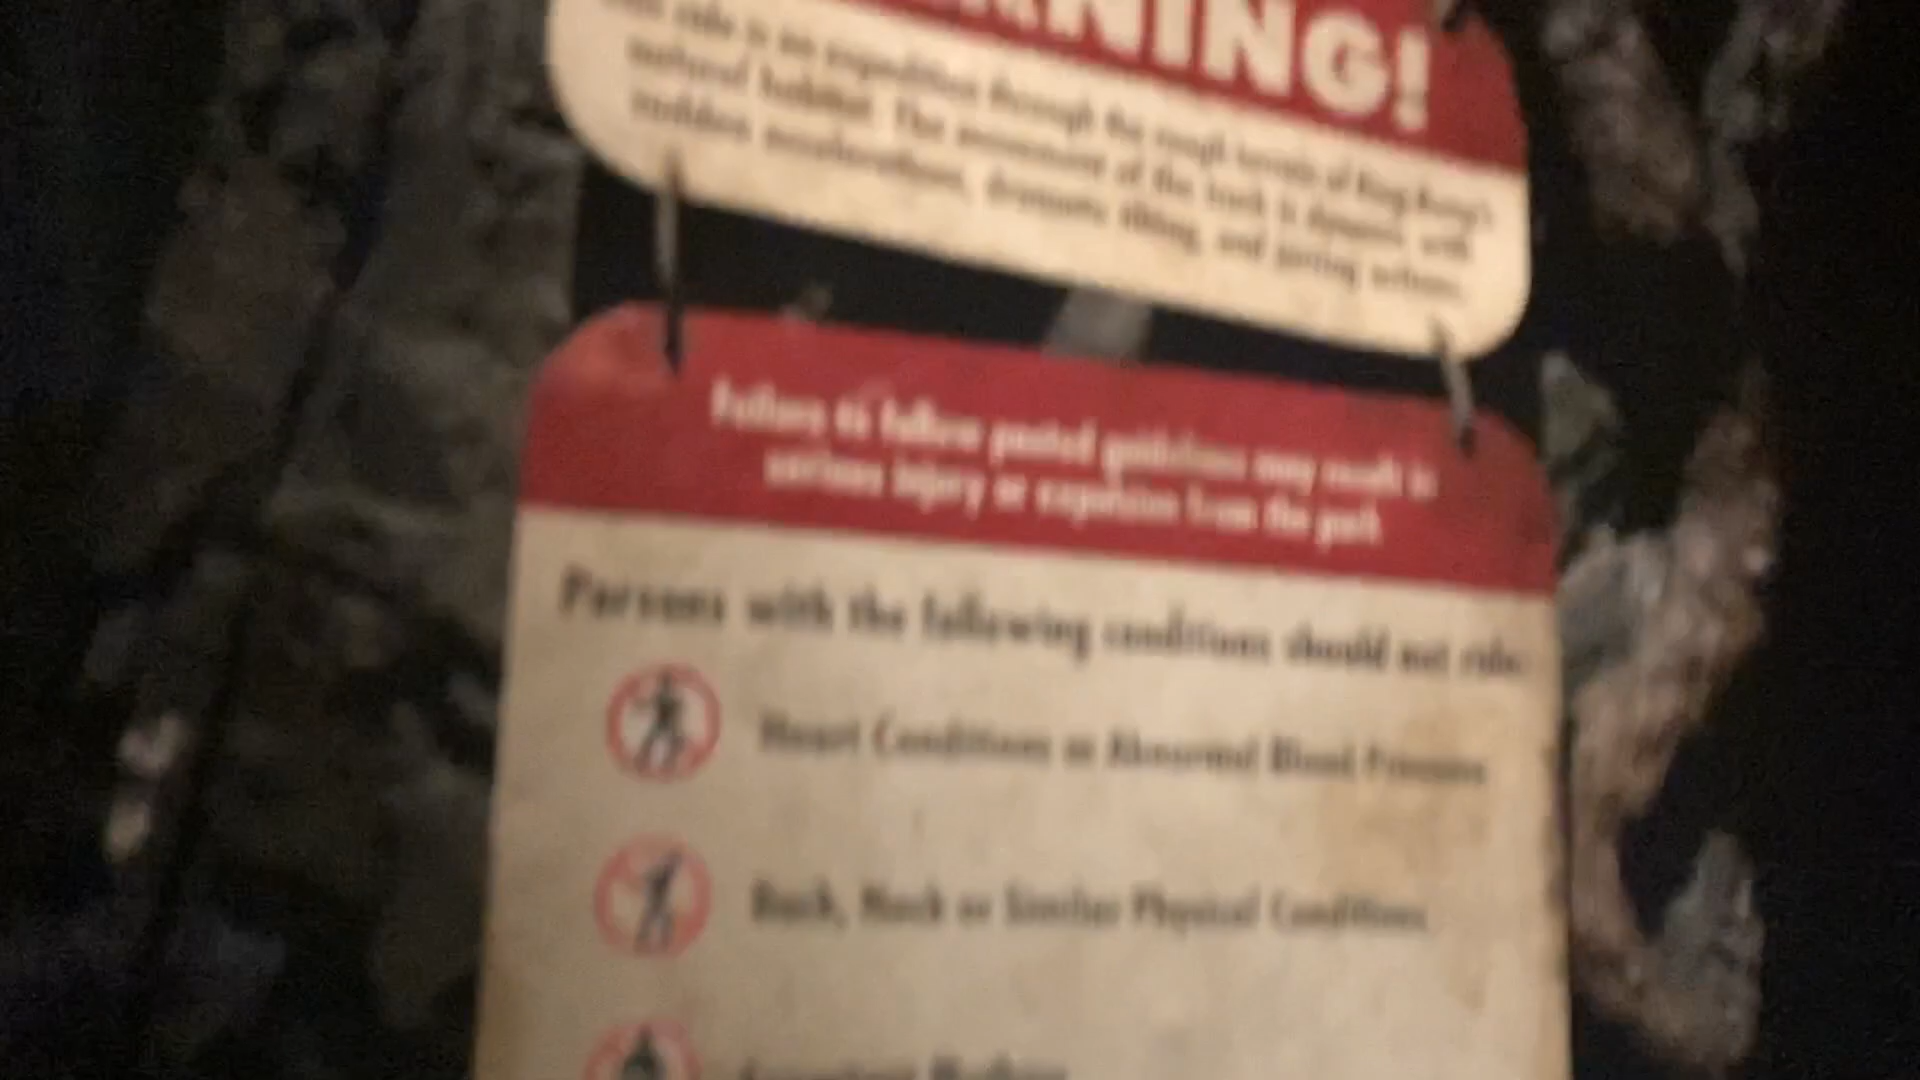 RNING!
This ride is an expedition through the rough terrain of King Kong's
natural habitat. The movement of the truck is dynamic with
sudden accelerations, dramatic tilting, and jarring actions.
Failure to follow posted guidelines may result in
serious injury or expulsion from the park
Persons with the following conditions should not ride:
Heart Conditions or Abnormal Blood Pressure
Back, Neck or Similar Physical Conditions